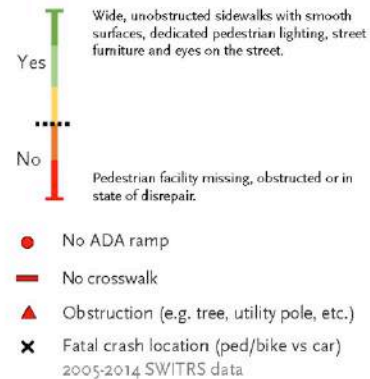 Wide, unobstructed sidewalks with smooth
surfaces, dedicated pedestrian lighting, street
furniture and eyes on the street.
Yes
No
Pedestrian facility missing, obstructed or in
state of disrepair.
No ADA ramp
No crosswalk
Obstruction (e.g. tree, utility pole, etc.)
Fatal crash location (ped/bike vs car)
2005-2014 SWITRS data